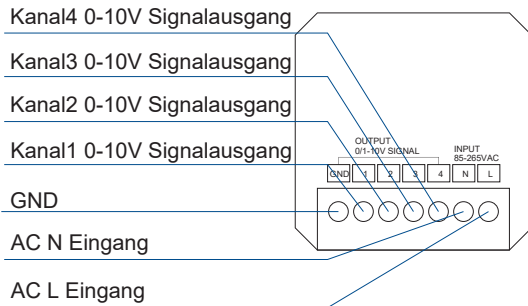 Kanal4 0-10V Signalausgang
Kanal3 0-10V Signalausgang
Kanal2 0-10V Signalausgang
Kanal1 0-10V Signalausgang
GND
AC N Eingang
AC L Eingang
OUTPUT
0/1-10V SIGNAL
INPUT
85-265VAC
GND 1 2 3 4 N L